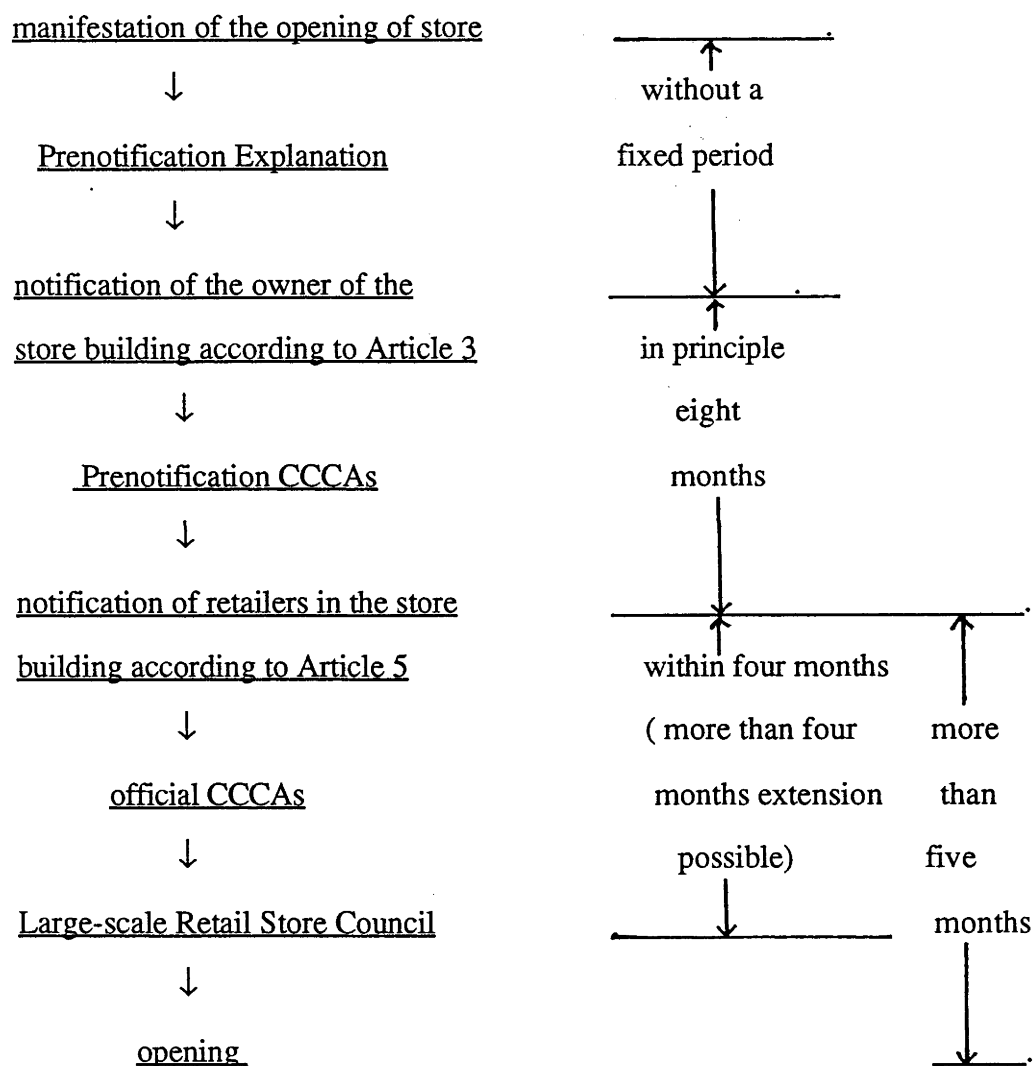 manifestation of the opening of store
↓
without a
Prenotification Explanation
fixed period
↓
notification of the owner of the
store building according to Article 3
in principle
↓
eight
Prenotification CCCAs
months
↓
notification of retailers in the store
building according to Article 5
within four months
↓
( more than four
more
official CCCAs
months extension
than
↓
possible)
five
Large-scale Retail Store Council
months
↓
opening